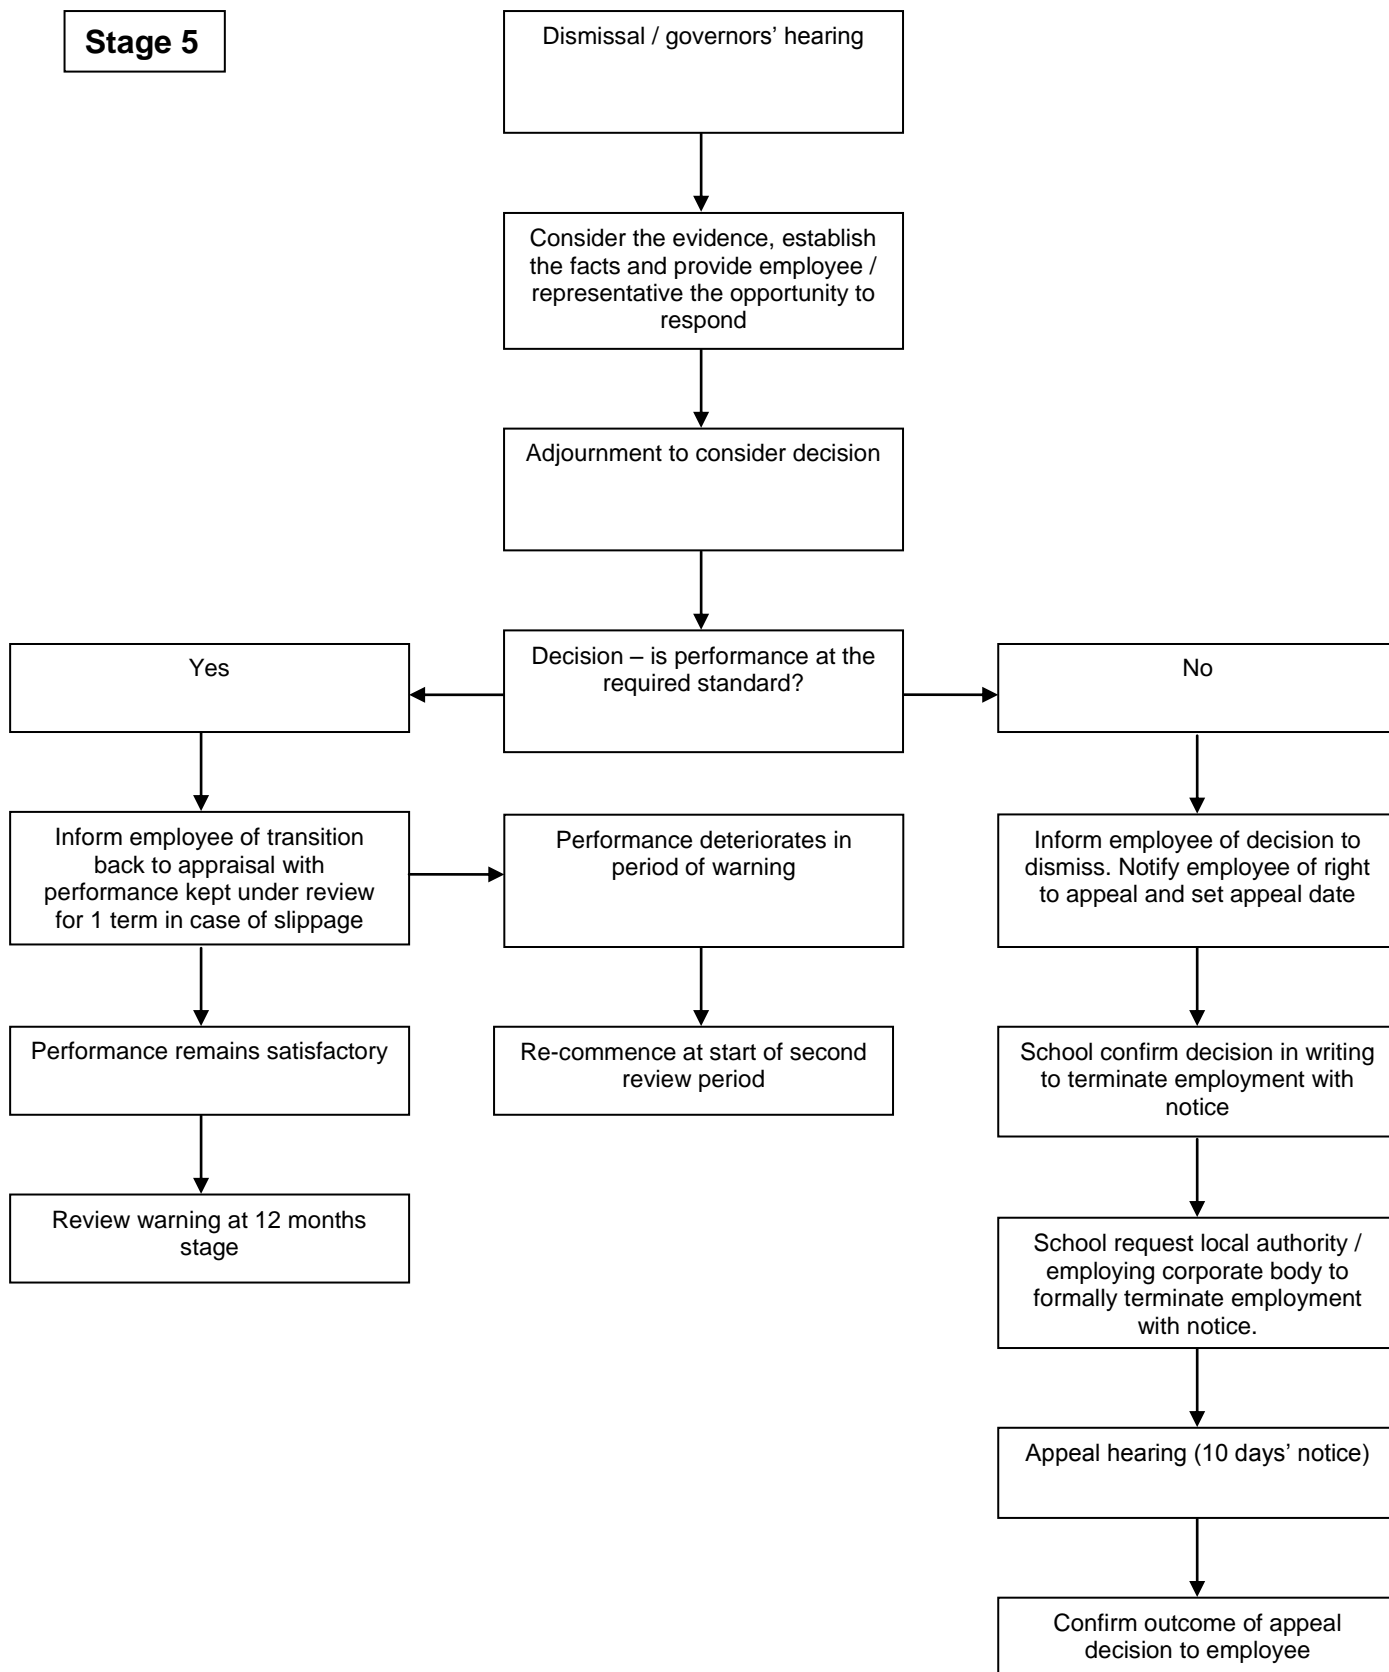 Stage 5
Dismissal / governors’ hearing
Consider the evidence, establish
the facts and provide employee /
representative the opportunity to
respond
Adjournment to consider decision
Yes
Decision – is performance at the
required standard?
No
Inform employee of transition
back to appraisal with
performance kept under review
for 1 term in case of slippage
Performance deteriorates in
period of warning
Inform employee of decision to
dismiss. Notify employee of right
to appeal and set appeal date
Performance remains satisfactory
Re-commence at start of second
review period
School confirm decision in writing
to terminate employment with
notice
Review warning at 12 months
stage
School request local authority /
employing corporate body to
formally terminate employment
with notice.
Appeal hearing (10 days’ notice)
Confirm outcome of appeal
decision to employee